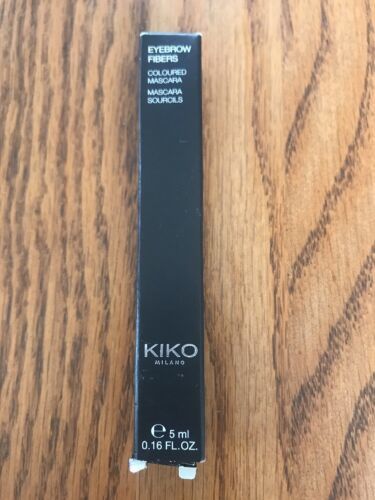 EYEBROW
FIBERS
COLOURED
MASCARA
MASCARA
SOURCILS
KIKO
MILANO
℮ 5 ml
0.16 FL.OZ.